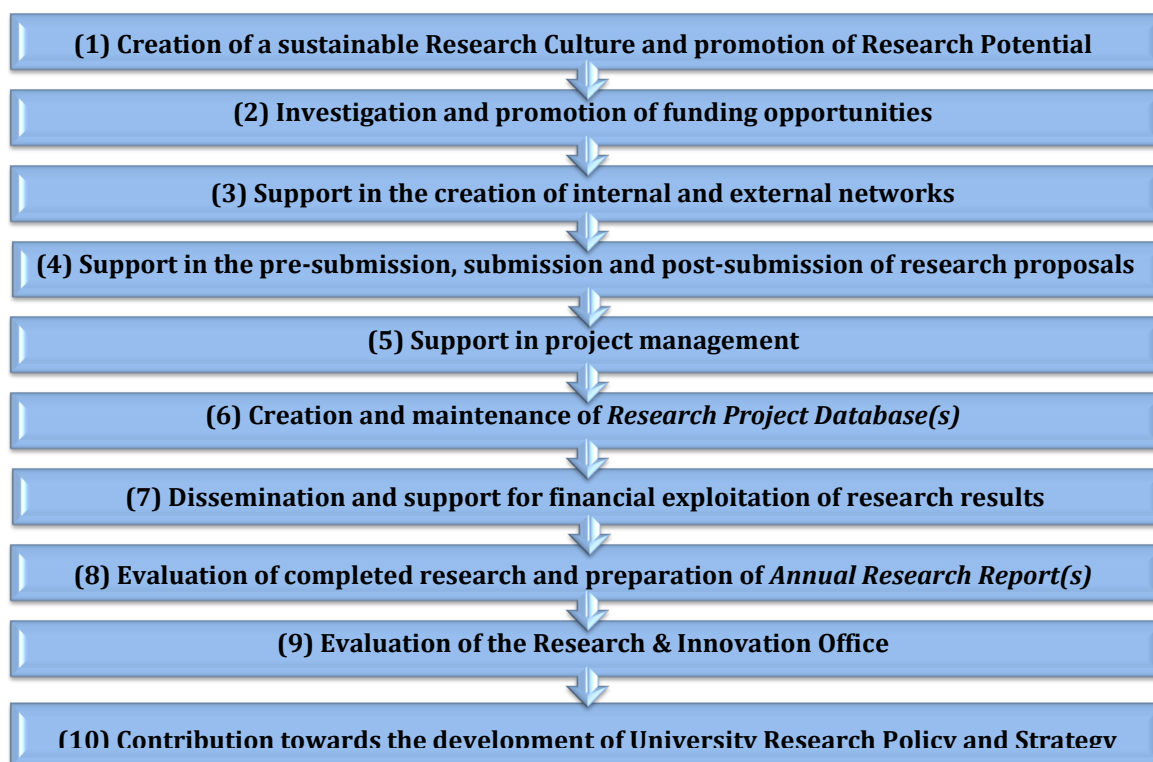 (1) Creation of a sustainable Research Culture and promotion of Research Potential
(2) Investigation and promotion of funding opportunities
(3) Support in the creation of internal and external networks
(4) Support in the pre-submission, submission and post-submission of research proposals
(5) Support in project management
(6) Creation and maintenance of Research Project Database(s)
(7) Dissemination and support for financial exploitation of research results
(8) Evaluation of completed research and preparation of Annual Research Report(s)
(9) Evaluation of the Research & Innovation Office
(10) Contribution towards the development of University Research Policy and Strategy